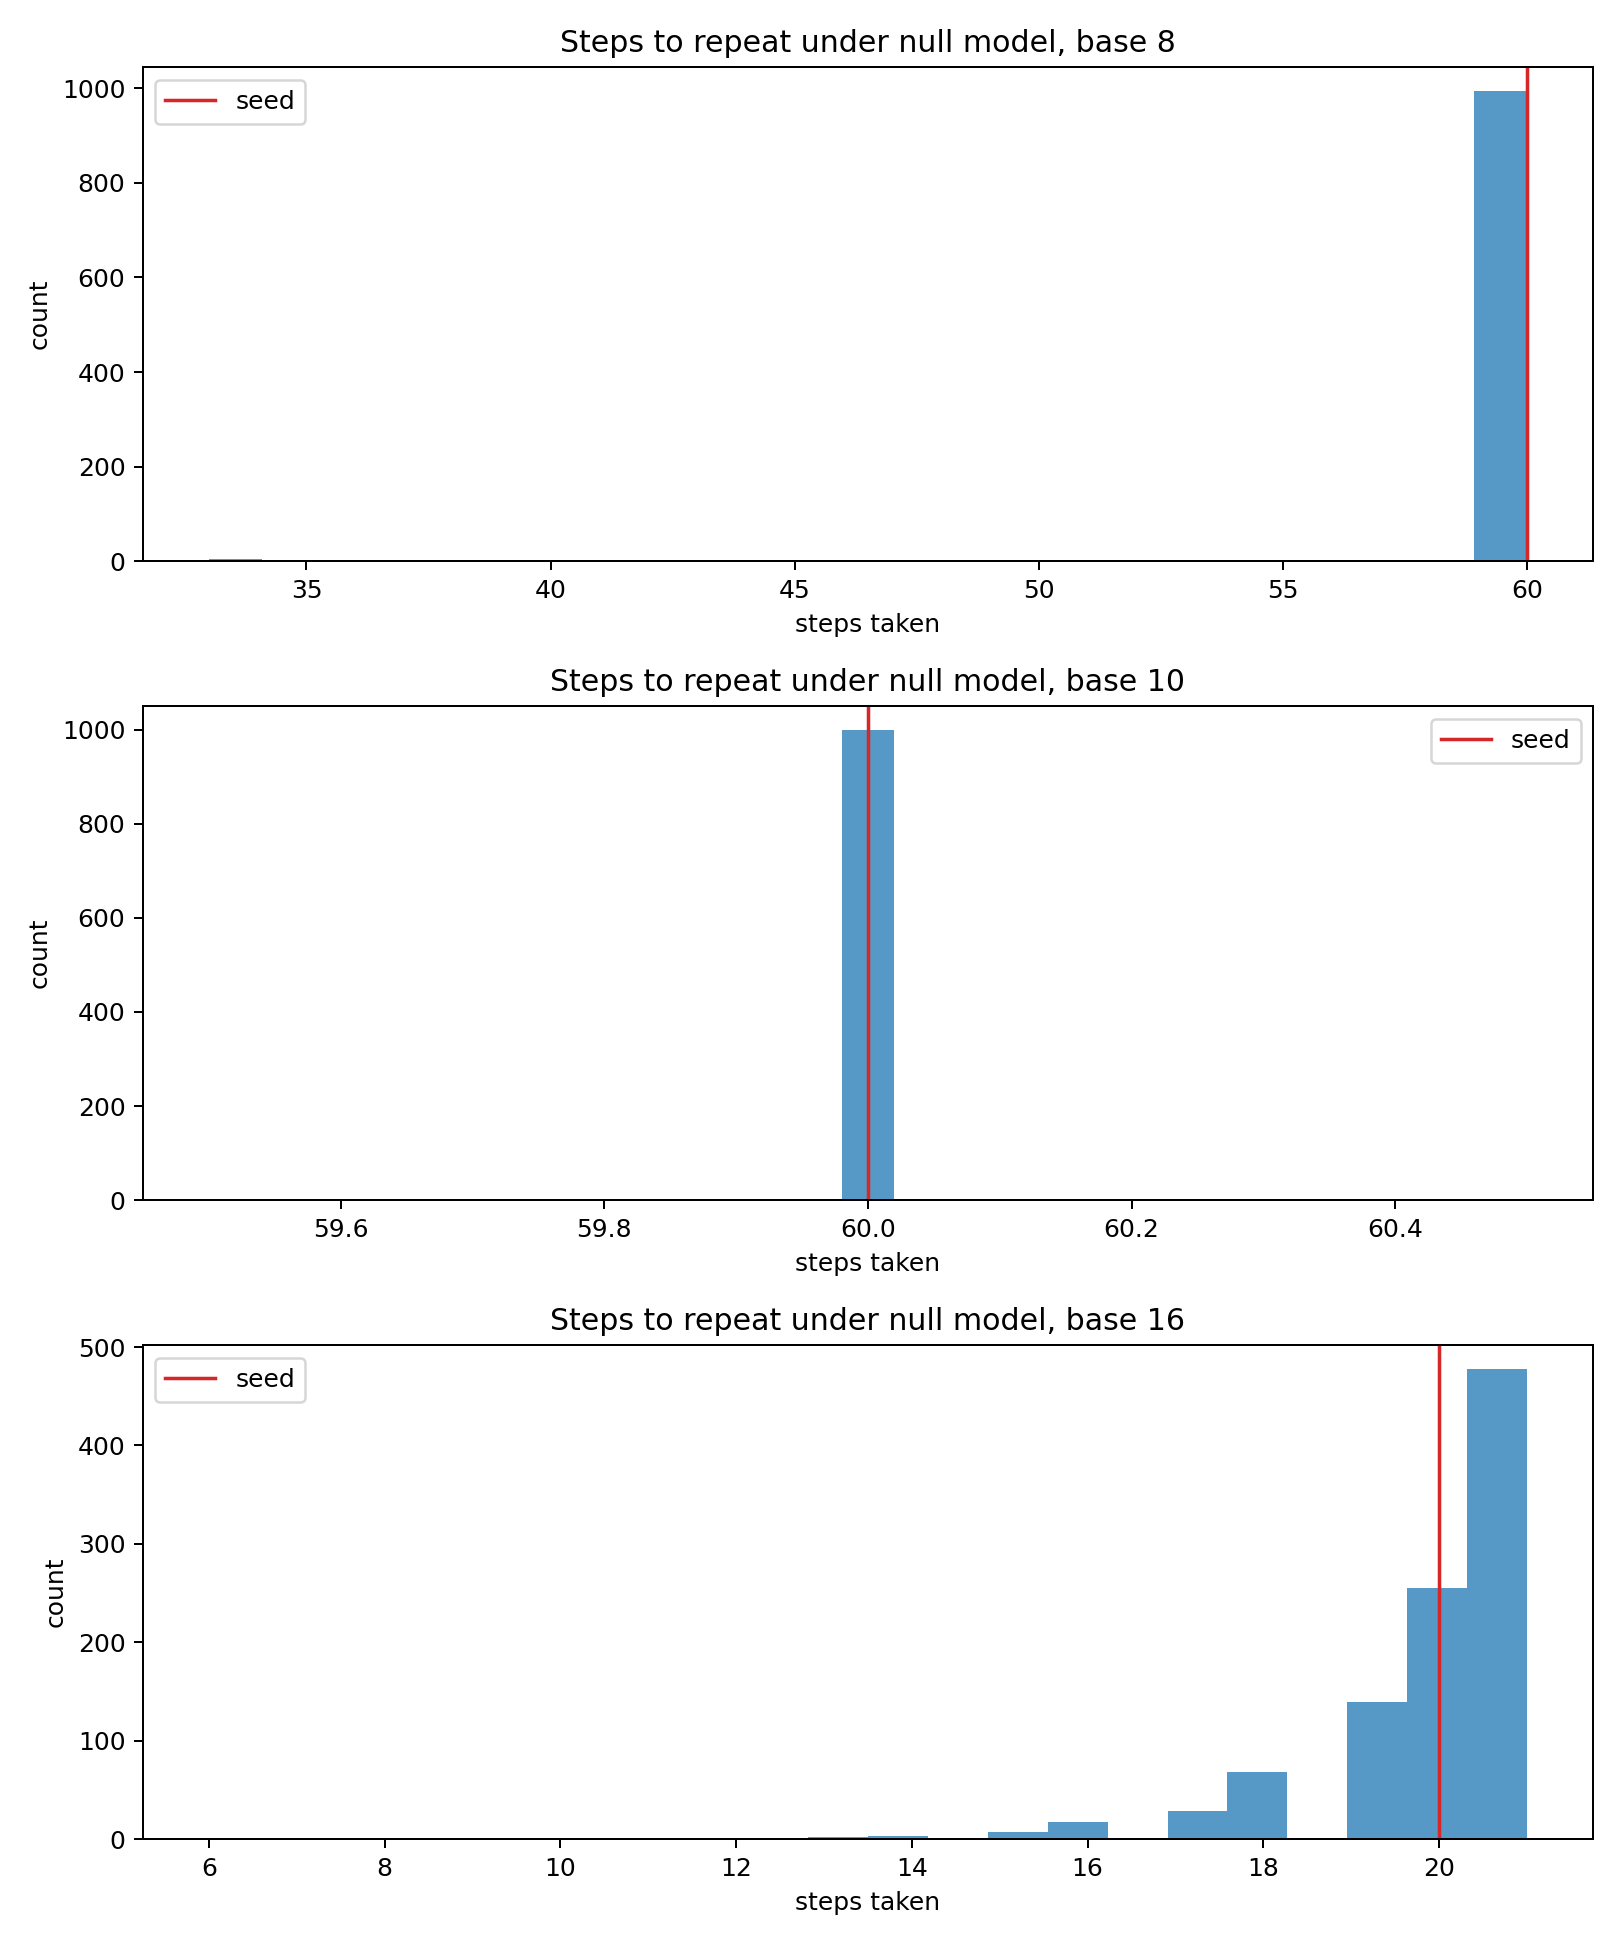 Steps to repeat under null model, base 8
seed
1000
800
600
400
200
0
count
35 40 45 50 55 60
steps taken
Steps to repeat under null model, base 10
seed
1000
800
600
400
200
0
count
59.6 59.8 60.0 60.2 60.4
steps taken
Steps to repeat under null model, base 16
seed
500
400
300
200
100
0
count
6 8 10 12 14 16 18 20
steps taken